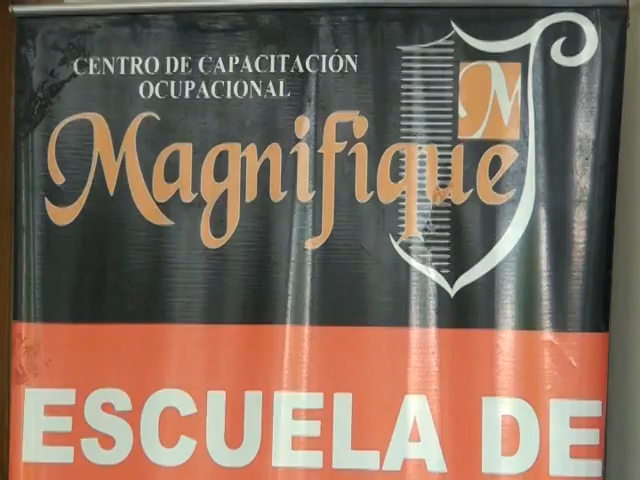 CENTRO DE CAPACITACIÓN
OCUPACIONAL
Magnifique
M
ESCUELA DE